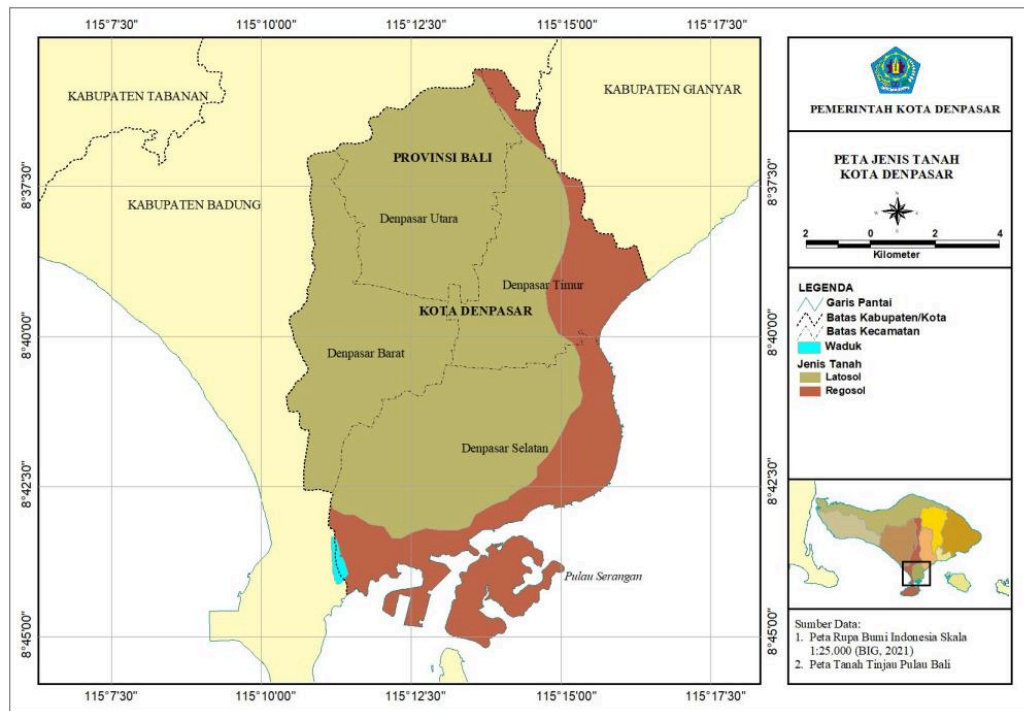 115°7'30" 115°10'00" 115°12'30" 115°15'00" 115°17'30"
KABUPATEN TABANAN
KABUPATEN GIANYAR
PROVINSI BALI
8°37'30" 8°37'30"
KABUPATEN BADUNG
Denpasar Utara
Denpasar Timur
KOTA DENPASAR
8°40'00" 8°40'00"
Denpasar Barat
Denpasar Selatan
8°42'30" 8°42'30"
Pulau Serangan
8°45'00" 8°45'00"
115°7'30" 115°10'00" 115°12'30" 115°15'00" 115°17'30"
PEMERINTAH KOTA DENPASAR
PETA JENIS TANAH
KOTA DENPASAR
N
W E
S
2 0 2 4
Kilometer
LEGENDA
Garis Pantai
Batas Kabupaten/Kota
Batas Kecamatan
Waduk
Jenis Tanah
Latosol
Regosol
Sumber Data:
1. Peta Rupa Bumi Indonesia Skala
1:25.000 (BIG, 2021)
2. Peta Tanah Tinjau Pulau Bali